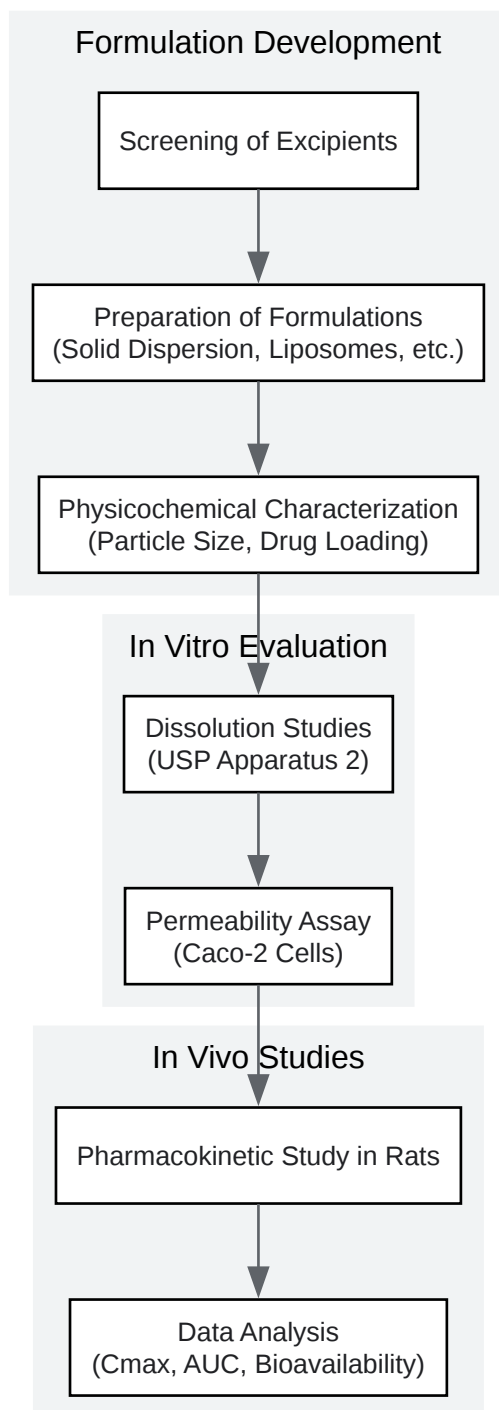 Formulation Development
Screening of Excipients
Preparation of Formulations
(Solid Dispersion, Liposomes, etc.)
Physicochemical Characterization
(Particle Size, Drug Loading)
In Vitro Evaluation
Dissolution Studies
(USP Apparatus 2)
Permeability Assay
(Caco-2 Cells)
In Vivo Studies
Pharmacokinetic Study in Rats
Data Analysis
(Cmax, AUC, Bioavailability)